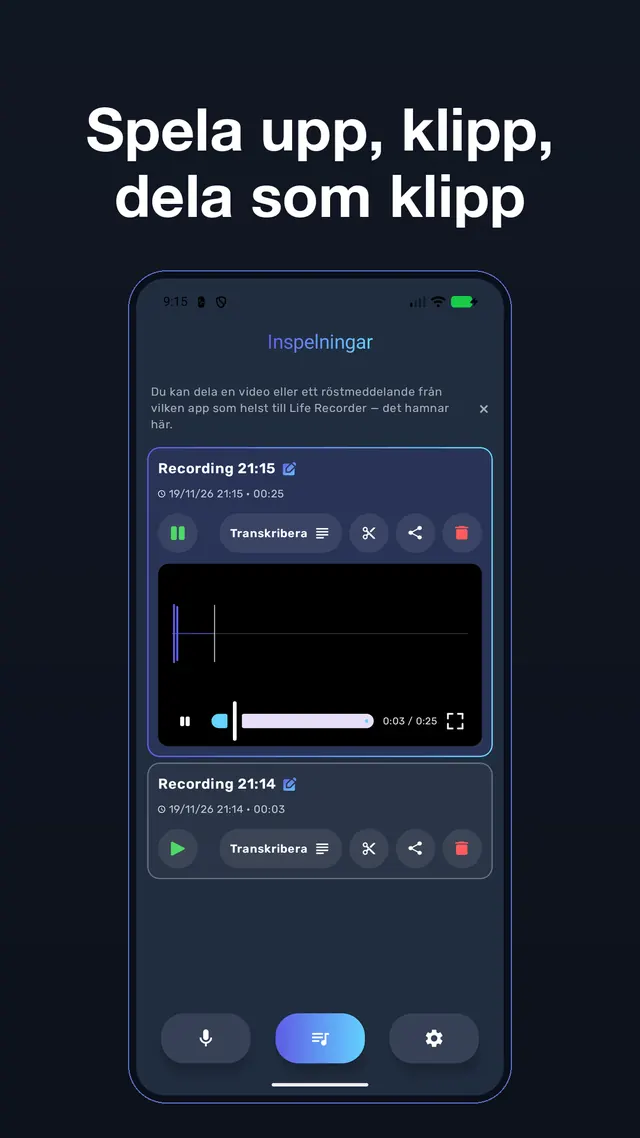 Spela upp, klipp,
dela som klipp
9:15
Inspelningar
Du kan dela en video eller ett röstmeddelande från
vilken app som helst till Life Recorder – det hamnar
här.
Recording 21:15
19/11/26 21:15 • 00:25
Transkribera
0:03 / 0:25
Recording 21:14
19/11/26 21:14 • 00:03
Transkribera